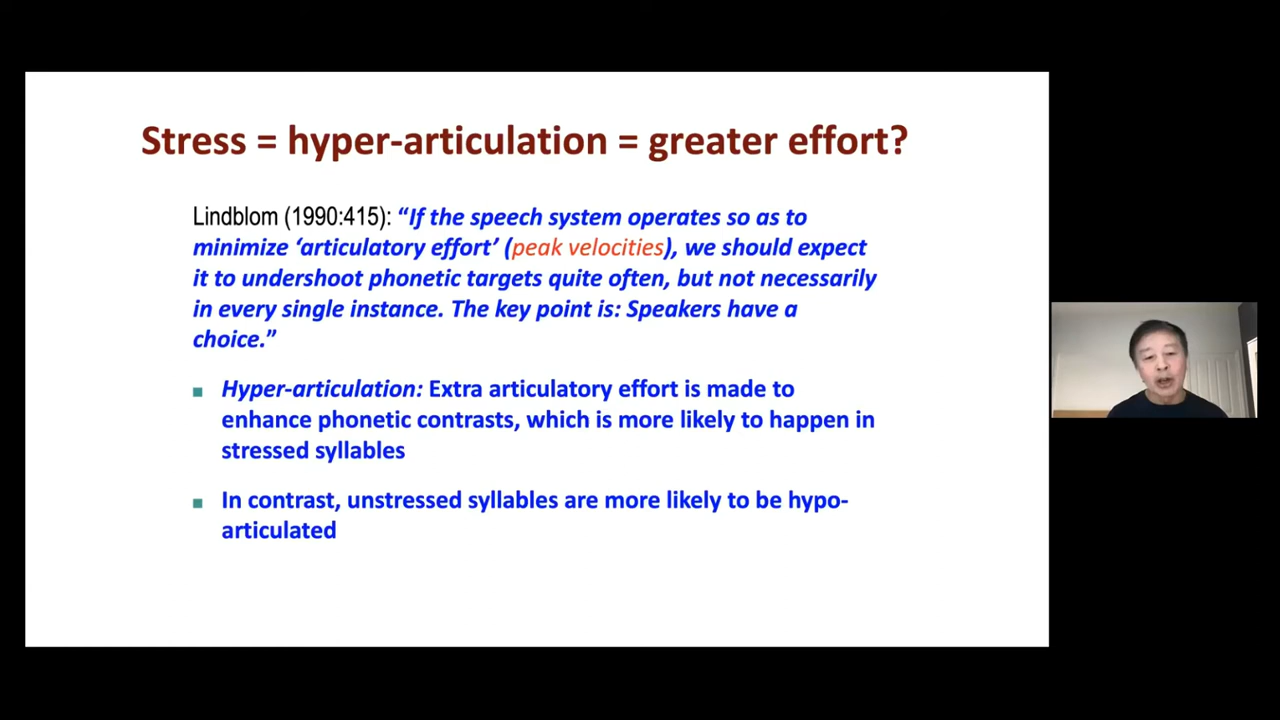 Stress = hyper-articulation = greater effort?
Lindblom (1990:415): “If the speech system operates so as to
minimize ‘articulatory effort’ (peak velocities), we should expect
it to undershoot phonetic targets quite often, but not necessarily
in every single instance. The key point is: Speakers have a
choice.”
▪ Hyper-articulation: Extra articulatory effort is made to
enhance phonetic contrasts, which is more likely to happen in
stressed syllables
▪ In contrast, unstressed syllables are more likely to be hypo-
articulated